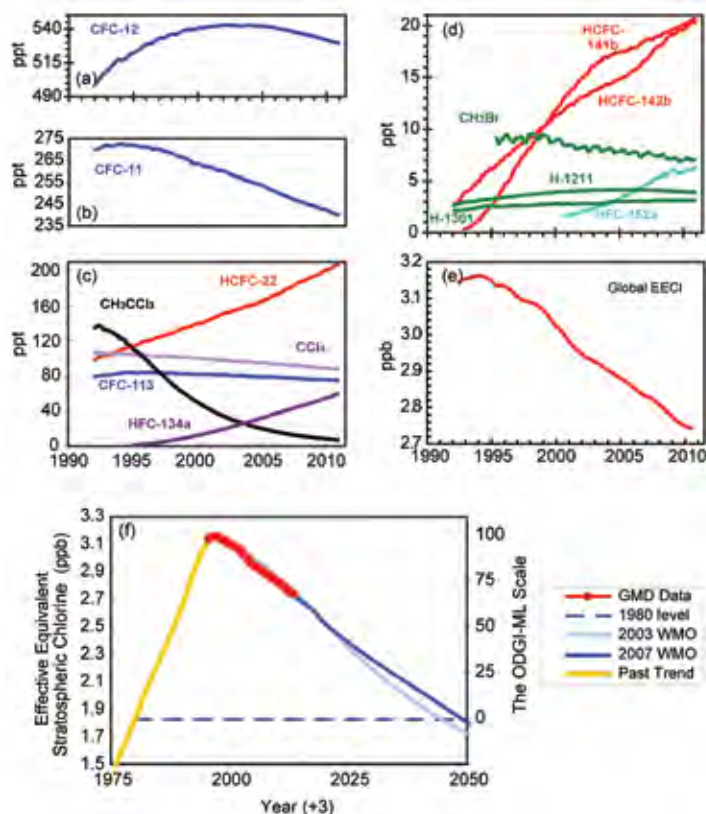 (a)
CFC-12
ppt
540
515
490
(b)
CFC-11
ppt
275
265
255
245
235
(c)
HCFC-22
CH3CCl3
CCl4
CFC-113
HFC-134a
ppt
200
160
120
80
40
0
1990 1995 2000 2005 2010
(d)
HCFC-
141b
HCFC-142b
CH3Br
H-1211
H-1301
HFC-152a
ppt
20
15
10
5
0
1990 1995 2000 2005 2010
(e)
Global EECl
ppb
3.2
3.1
3.0
2.9
2.8
2.7
1990 1995 2000 2005 2010
(f)
Effective Equivalent
Stratospheric Chlorine (ppb)
3.3
3.1
2.9
2.7
2.5
2.3
2.1
1.9
1.7
1.5
1975 2000 2025 2050
Year (+3)
100
75
50
25
0
The ODGI-ML Scale
GMD Data
1980 level
2003 WMO
2007 WMO
Past Trend